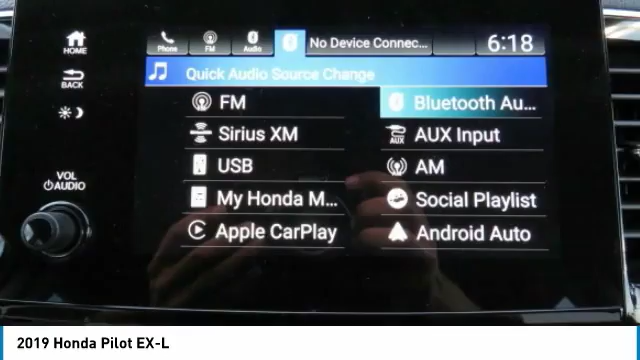 HOME
BACK
VOL
AUDIO
Phone
FM
Audio
No Device Connec...
6:18
Quick Audio Source Change
FM
Bluetooth Au...
Sirius XM
AUX
AUX Input
USB
AM
My Honda M...
Social Playlist
Apple CarPlay
Android Auto
2019 Honda Pilot EX-L